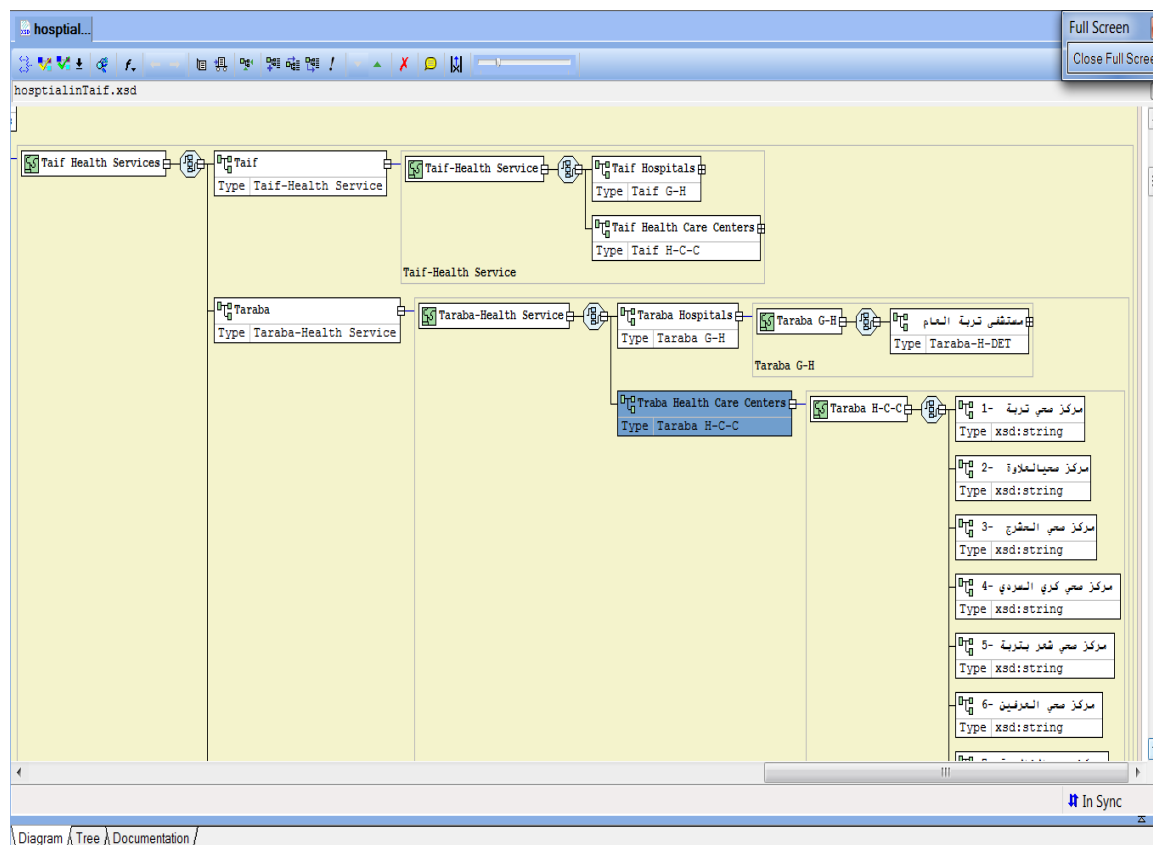 hosptial...
Full Screen
Close Full Scree
hosptialinTaif.xsd
Taif Health Services
Taif
Type Taif-Health Service
Taif-Health Service
Taif Hospitals
Type Taif G-H
Taif Health Care Centers
Type Taif H-C-C
Taif-Health Service
Taraba
Type Taraba-Health Service
Taraba-Health Service
Taraba Hospitals
Type Taraba G-H
Taraba G-H
مستشفى تربة العام
Type Taraba-H-DET
Taraba G-H
Traba Health Care Centers
Type Taraba H-C-C
Taraba H-C-C
1- مركز صحي تربة
Type xsd:string
2- مركز صحيالعلاوة
Type xsd:string
3- مركز صحي الحشرج
Type xsd:string
4- مركز صحي كري السردي
Type xsd:string
5- مركز صحي شعر بتربة
Type xsd:string
6- مركز صحي العرفين
Type xsd:string
In Sync
Diagram Tree Documentation